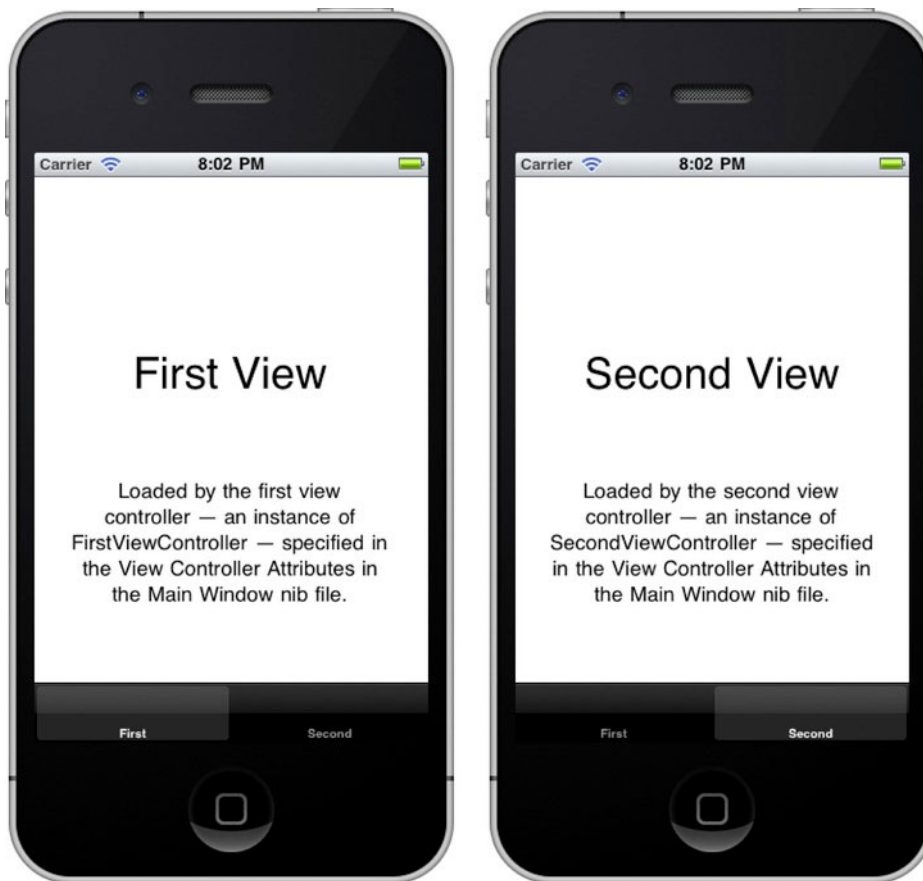 Carrier 8:02 PM
First View
Loaded by the first view
controller — an instance of
FirstViewController — specified in
the View Controller Attributes in
the Main Window nib file.
First Second
Carrier 8:02 PM
Second View
Loaded by the second view
controller — an instance of
SecondViewController — specified
in the View Controller Attributes in
the Main Window nib file.
First Second